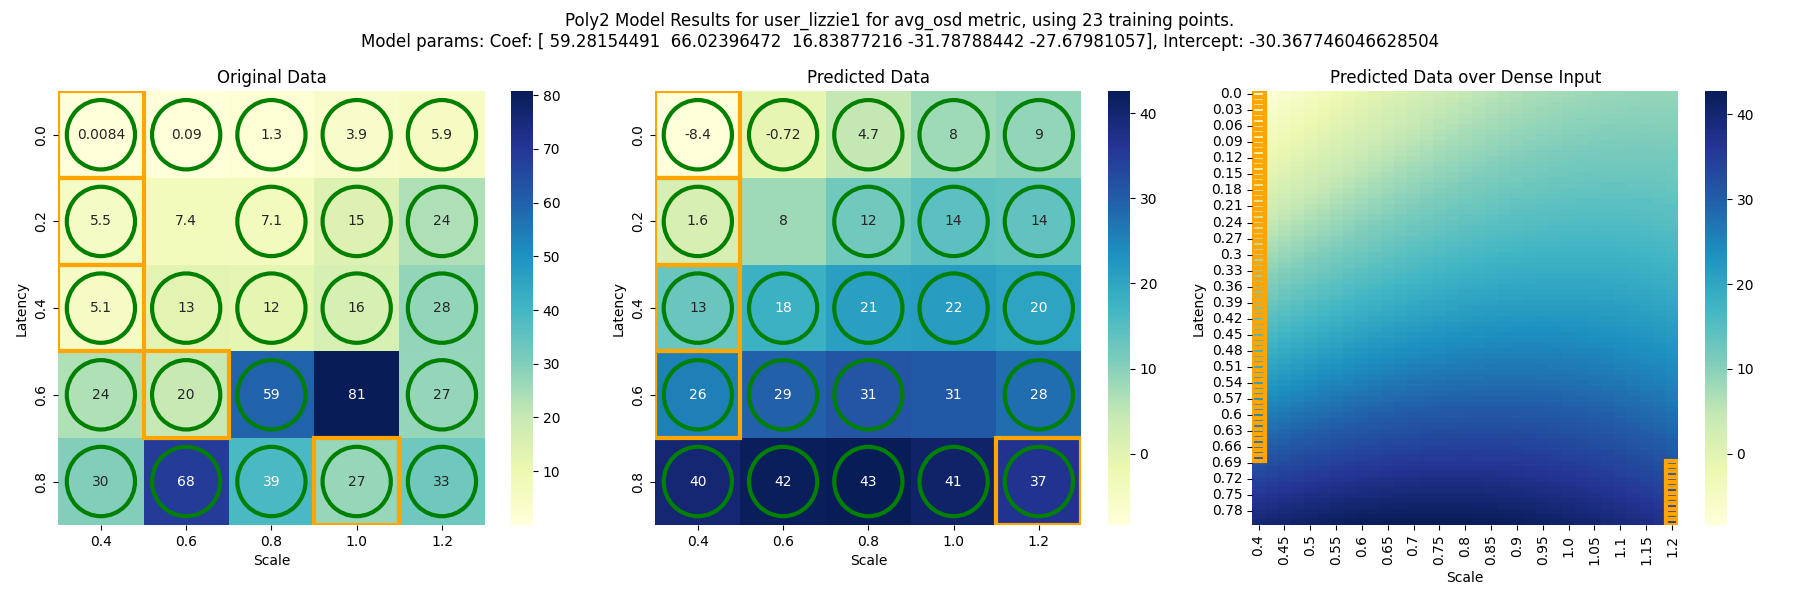 Poly2 Model Results for user_lizzie1 for avg_osd metric, using 23 training points.
Model params: Coef: [ 59.28154491  66.02396472  16.83877216 -31.78788442 -27.67981057], Intercept: -30.367746046628504
Original Data
Latency
0.0
0.2
0.4
0.6
0.8
0.0084 0.09 1.3 3.9 5.9
5.5 7.4 7.1 15 24
5.1 13 12 16 28
24 20 59 81 27
30 68 39 27 33
0.4 0.6 0.8 1.0 1.2
Scale
80
70
60
50
40
30
20
10
Predicted Data
Latency
0.0
0.2
0.4
0.6
0.8
-8.4 -0.72 4.7 8 9
1.6 8 12 14 14
13 18 21 22 20
26 29 31 31 28
40 42 43 41 37
0.4 0.6 0.8 1.0 1.2
Scale
40
30
20
10
0
Predicted Data over Dense Input
Latency
0.0
0.03
0.06
0.09
0.12
0.15
0.18
0.21
0.24
0.27
0.3
0.33
0.36
0.39
0.42
0.45
0.48
0.51
0.54
0.57
0.6
0.63
0.66
0.69
0.72
0.75
0.78
0.4 0.45 0.5 0.55 0.6 0.65 0.7 0.75 0.8 0.85 0.9 0.95 1.0 1.05 1.1 1.15 1.2
Scale
40
30
20
10
0